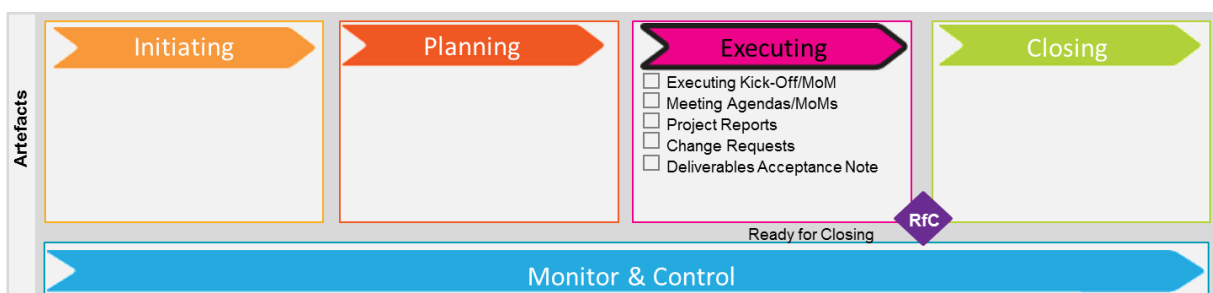 Artefacts
Initiating
Planning
Executing
Closing
Executing Kick-Off/MoM
Meeting Agendas/MoMs
Project Reports
Change Requests
Deliverables Acceptance Note
RfC
Ready for Closing
Monitor & Control